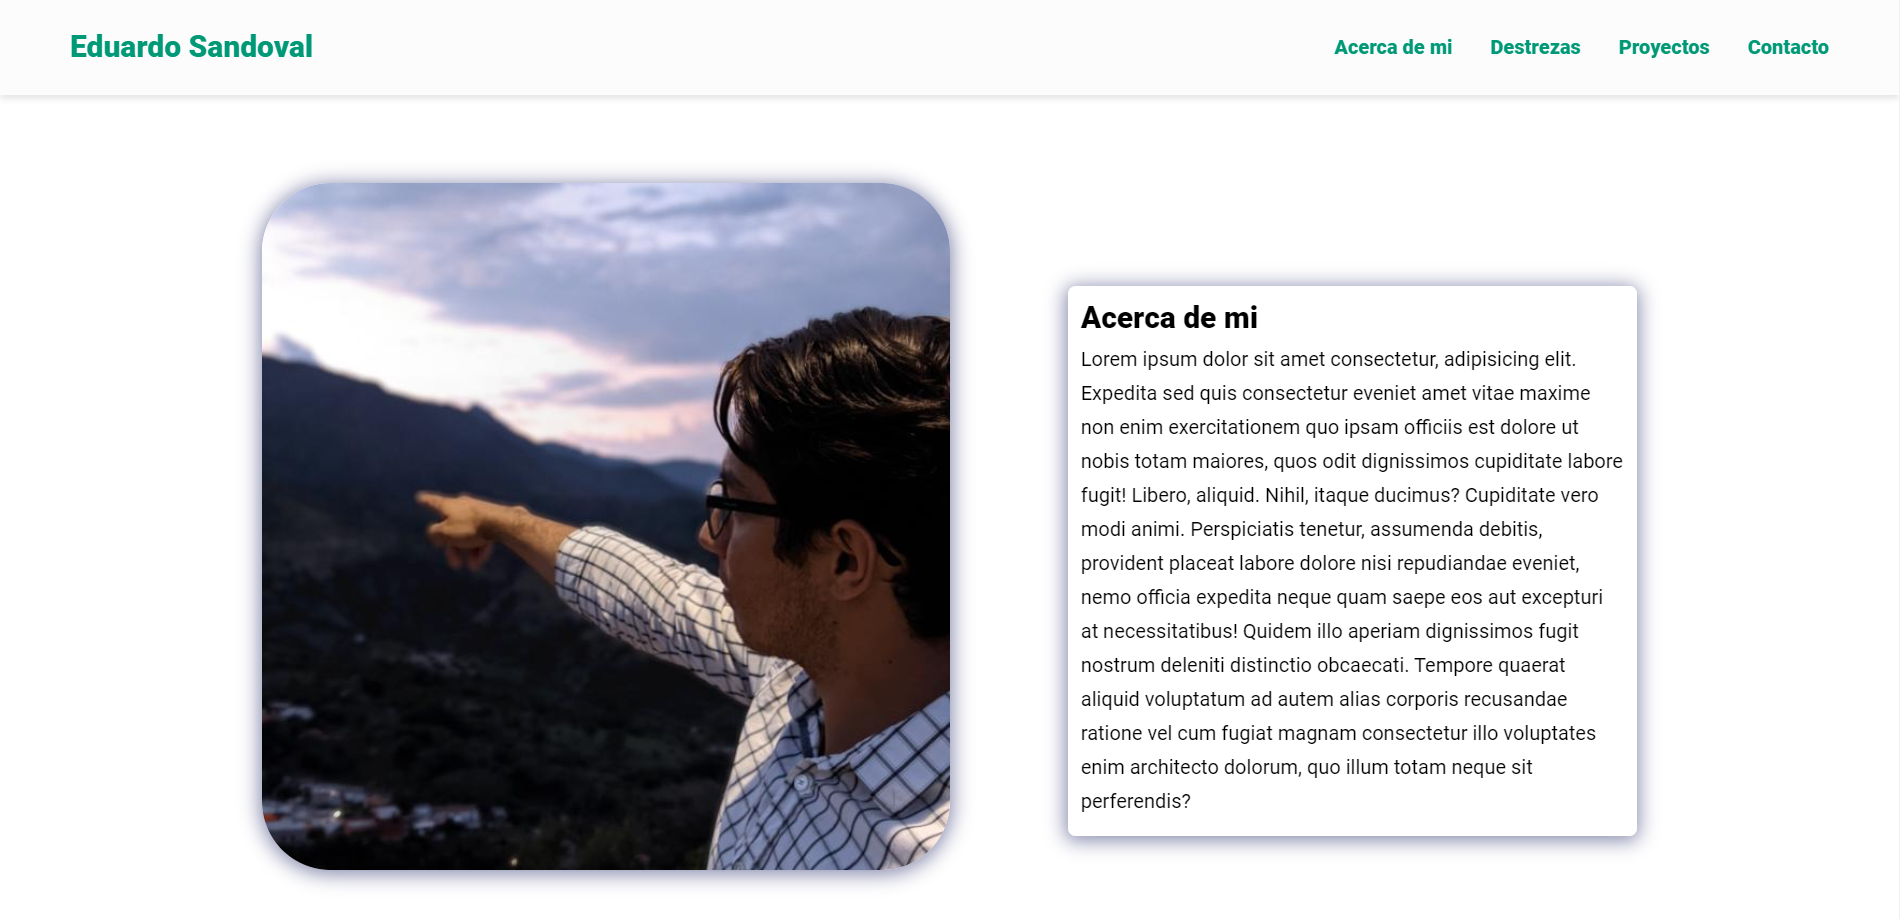 Eduardo Sandoval
Acerca de mi Destrezas Proyectos Contacto
Acerca de mi
Lorem ipsum dolor sit amet consectetur, adipisicing elit.
Expedita sed quis consectetur eveniet amet vitae maxime
non enim exercitationem quo ipsam officiis est dolore ut
nobis totam maiores, quos odit dignissimos cupiditate labore
fugit! Libero, aliquid. Nihil, itaque ducimus? Cupiditate vero
modi animi. Perspiciatis tenetur, assumenda debitis,
provident placeat labore dolore nisi repudiandae eveniet,
nemo officia expedita neque quam saepe eos aut excepturi
at necessitatibus! Quidem illo aperiam dignissimos fugit
nostrum deleniti distinctio obcaecati. Tempore quaerat
aliquid voluptatum ad autem alias corporis recusandae
ratione vel cum fugiat magnam consectetur illo voluptates
enim architecto dolorum, quo illum totam neque sit
perferendis?